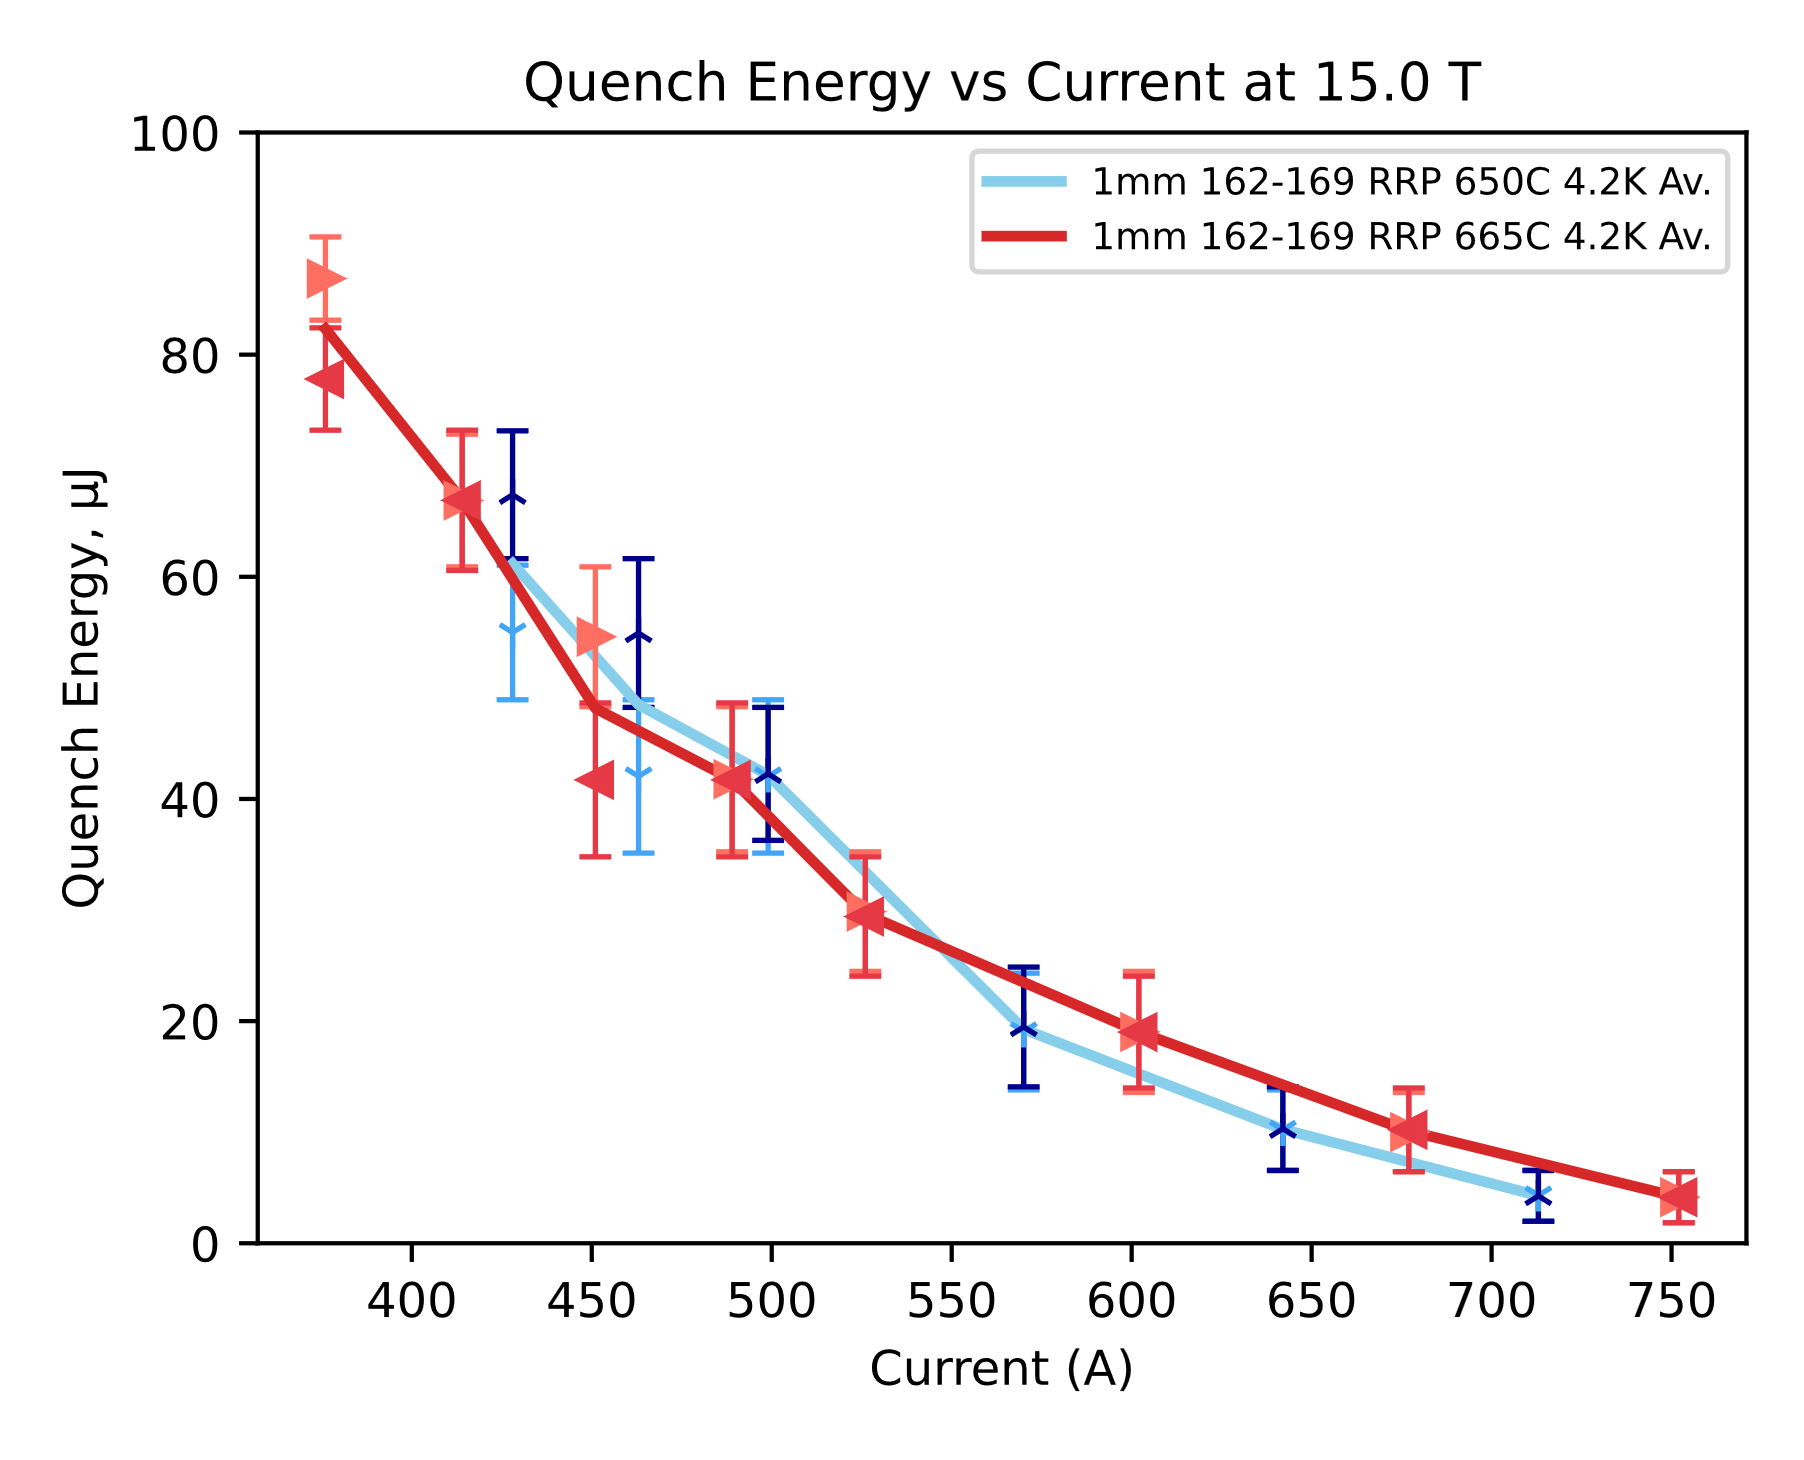 Quench Energy vs Current at 15.0 T
1mm 162-169 RRP 650C 4.2K Av.
1mm 162-169 RRP 665C 4.2K Av.
Quench Energy, µJ
100
80
60
40
20
0
400 450 500 550 600 650 700 750
Current (A)